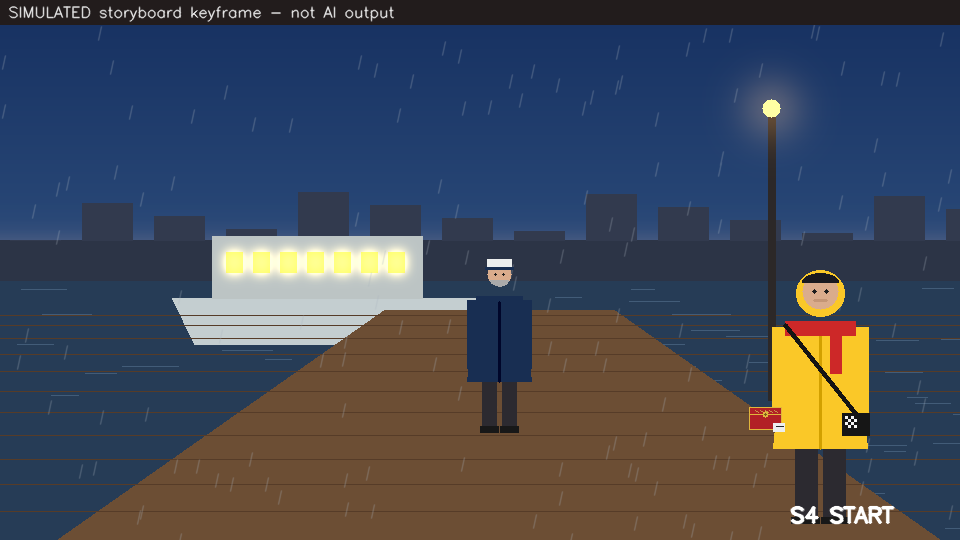 SIMULATED storyboard keyframe – not AI output
S4 START